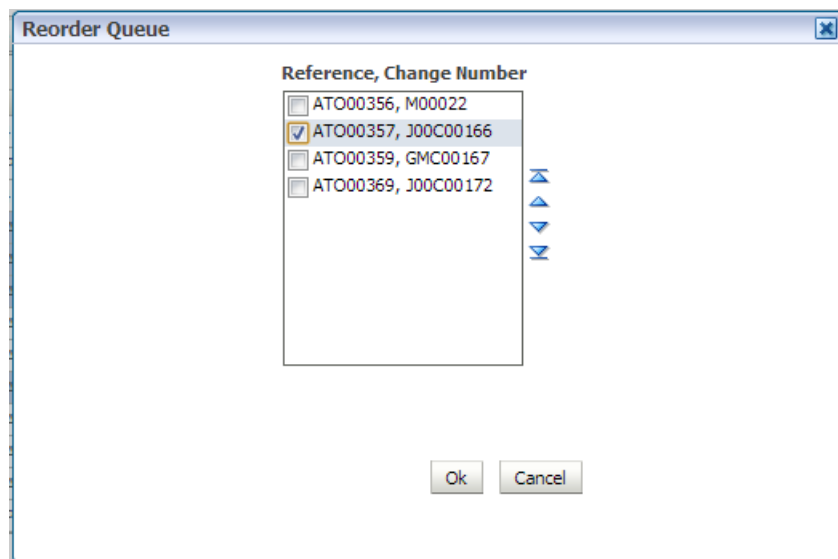 Reorder Queue
Reference, Change Number
ATO00356, M00022
ATO00357, J00C00166
ATO00359, GMC00167
ATO00369, J00C00172
Ok Cancel